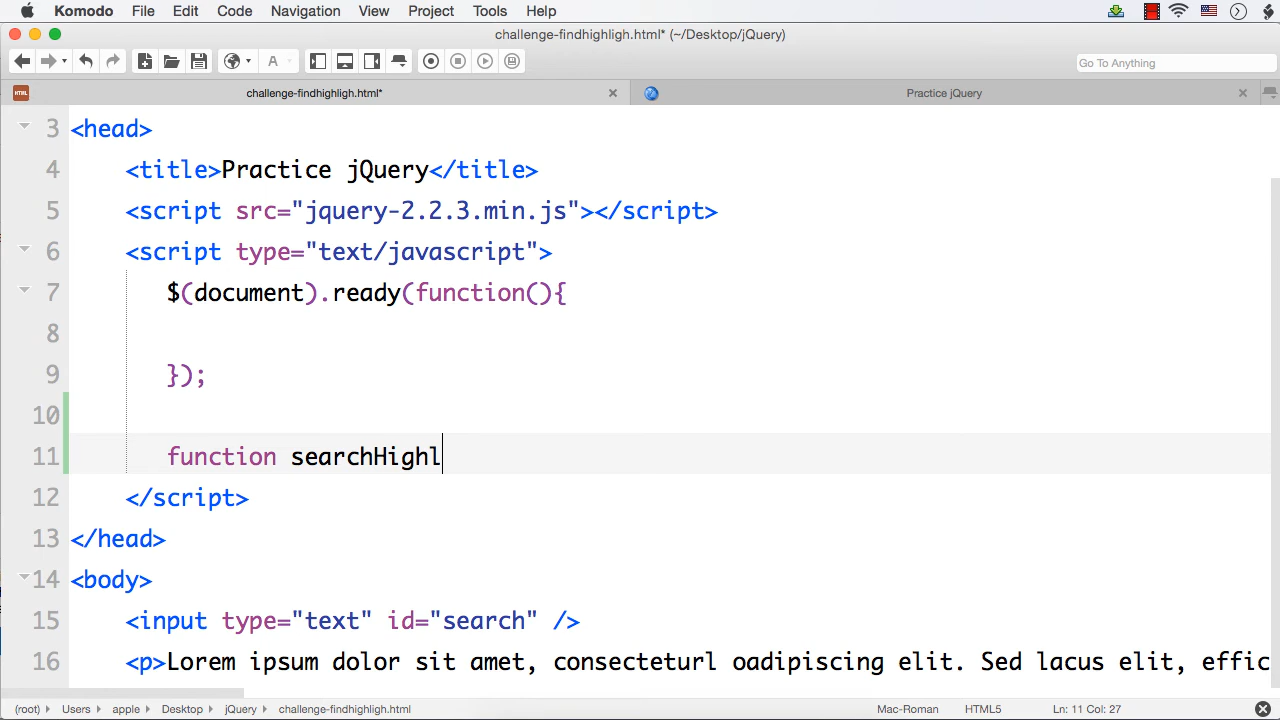 Komodo File Edit Code Navigation View Project Tools Help
challenge-findhighligh.html* (~/Desktop/jQuery)
Go To Anything
HTML challenge-findhighligh.html* Practice jQuery
3 <head>
4 <title>Practice jQuery</title>
5 <script src="jquery-2.2.3.min.js"></script>
6 <script type="text/javascript">
7 $(document).ready(function(){
8
9 });
10
11 function searchHighl
12 </script>
13 </head>
14 <body>
15 <input type="text" id="search" />
16 <p>Lorem ipsum dolor sit amet, consecteturl oadipiscing elit. Sed lacus elit, effic
(root) Users apple Desktop jQuery challenge-findhighligh.html Mac-Roman HTML5 Ln: 11 Col: 27